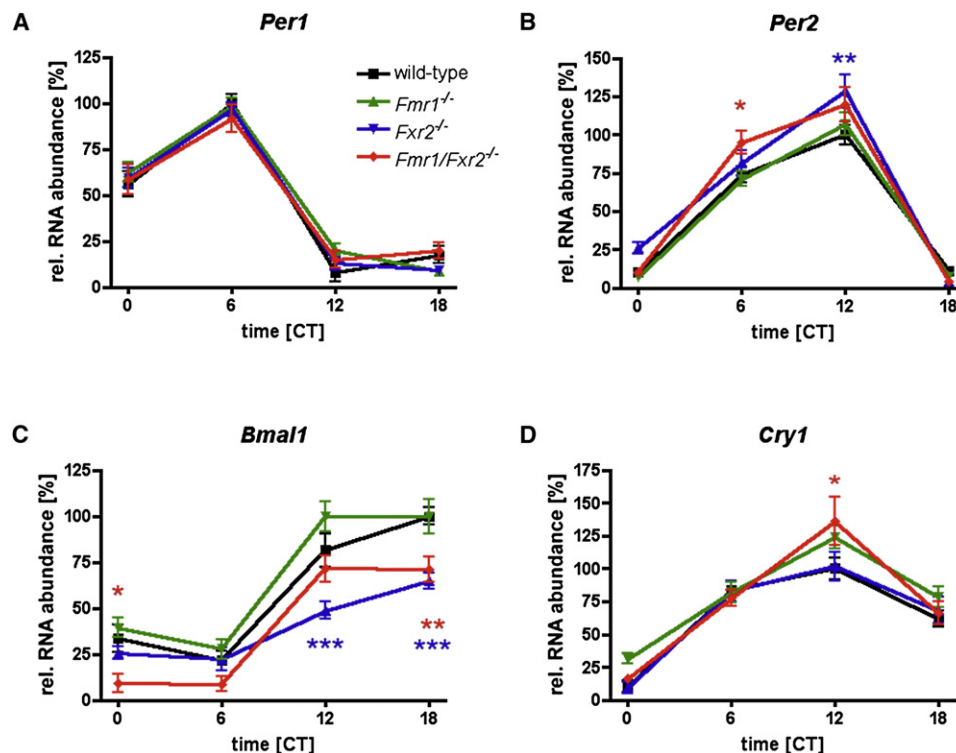 A
Per1
rel. RNA abundance [%]
125
100
75
50
25
0
0 6 12 18
time [CT]
wild-type
Fmr1-/-
Fxr2-/-
Fmr1/Fxr2-/-
B
Per2
rel. RNA abundance [%]
150
125
100
75
50
25
0
*
**
0 6 12 18
time [CT]
C
Bmal1
rel. RNA abundance [%]
125
100
75
50
25
0
*
***
**
***
0 6 12 18
time [CT]
D
Cry1
rel. RNA abundance [%]
175
150
125
100
75
50
25
0
*
0 6 12 18
time [CT]